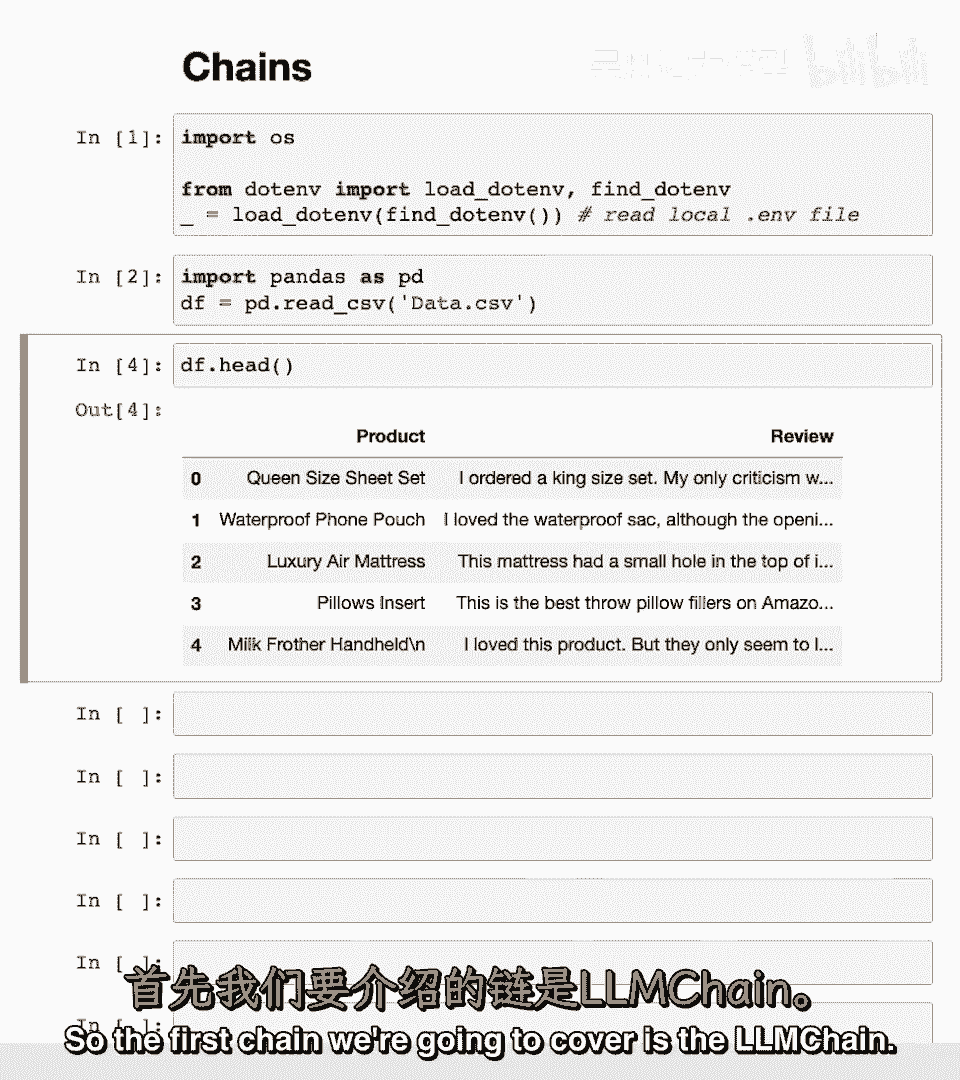 Chains
bilibili
In [1]: import os
from dotenv import load_dotenv, find_dotenv
_ = load_dotenv(find_dotenv()) # read local .env file
In [2]: import pandas as pd
df = pd.read_csv('Data.csv')
In [4]: df.head()
Out[4]:
Product Review
0 Queen Size Sheet Set I ordered a king size set. My only criticism w...
1 Waterproof Phone Pouch I loved the waterproof sac, although the openi...
2 Luxury Air Mattress This mattress had a small hole in the top of i...
3 Pillows Insert This is the best throw pillow fillers on Amazo...
4 Milk Frother Handheld\n I loved this product. But they only seem to l...
In [ ]:
In [ ]:
In [ ]:
In [ ]:
In [ ]:
首先我们要介绍的链是LLMChain。
In [ ]:
So the first chain we're going to cover is the LLMChain.